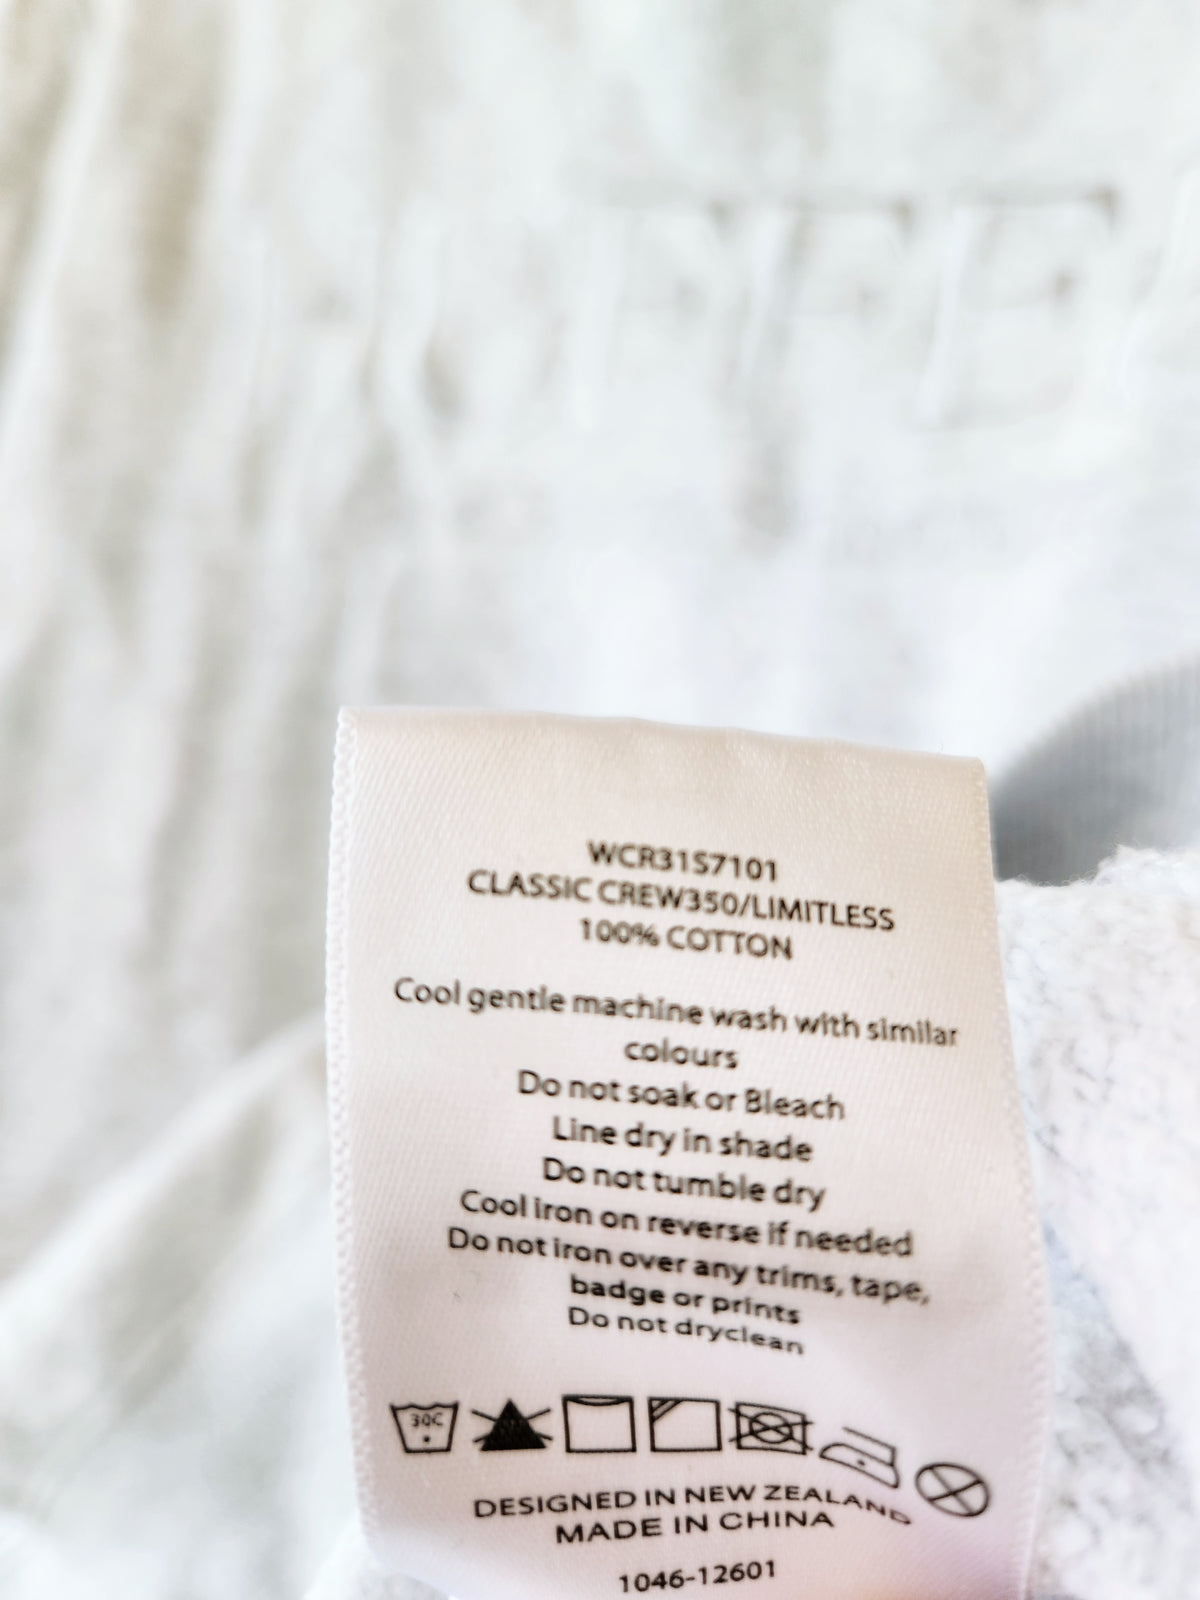 WCR31S7101
CLASSIC CREW350/LIMITLESS
100% COTTON
Cool gentle machine wash with similar
colours
Do not soak or Bleach
Line dry in shade
Do not tumble dry
Cool iron on reverse if needed
Do not iron over any trims, tape,
badge or prints
Do not dryclean
30C
DESIGNED IN NEW ZEALAND
MADE IN CHINA
1046-12601